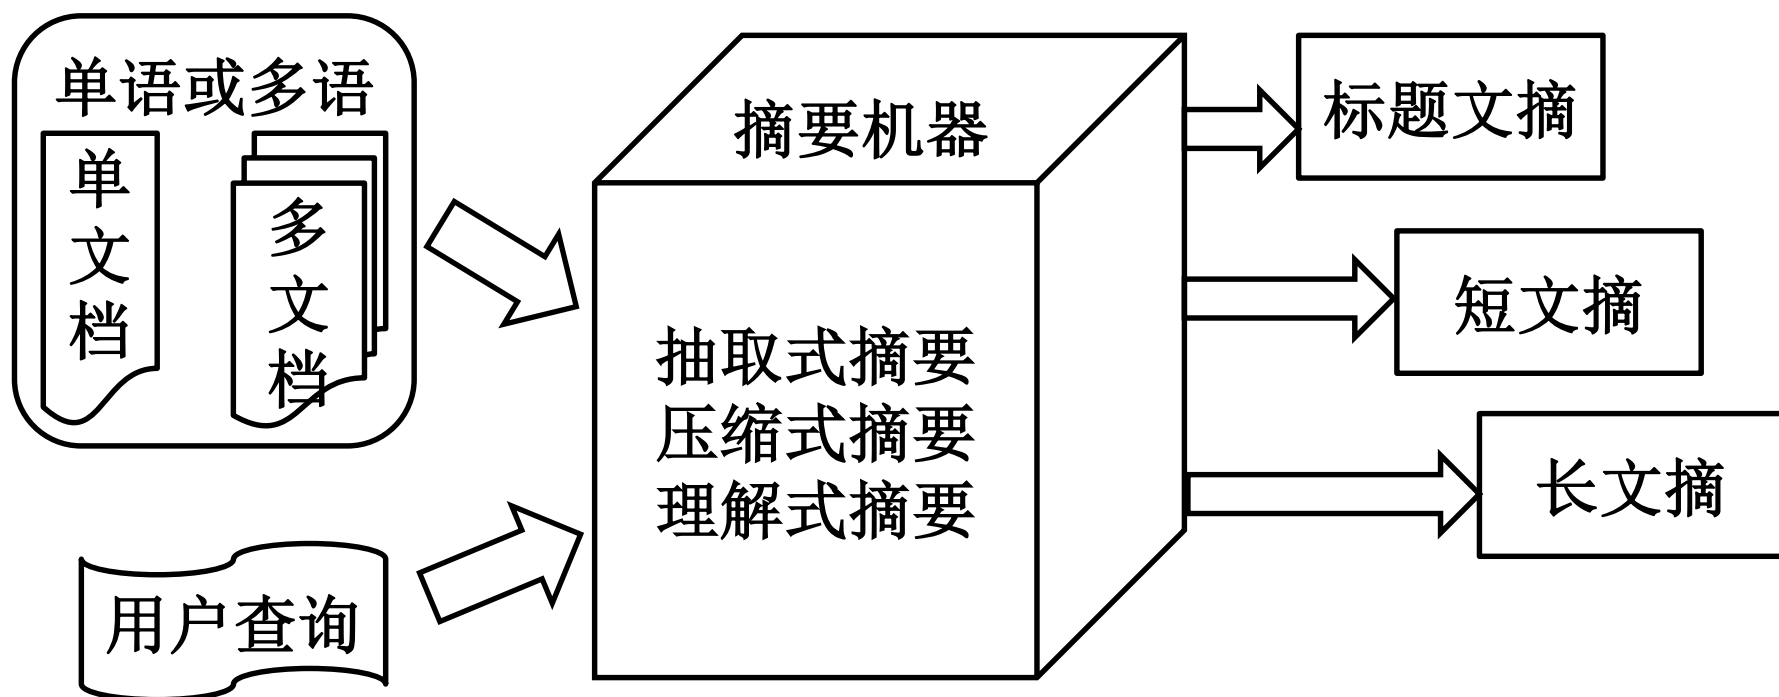 单语或多语
单文档
多文档
用户查询
摘要机器
抽取式摘要
压缩式摘要
理解式摘要
标题文摘
短文摘
长文摘